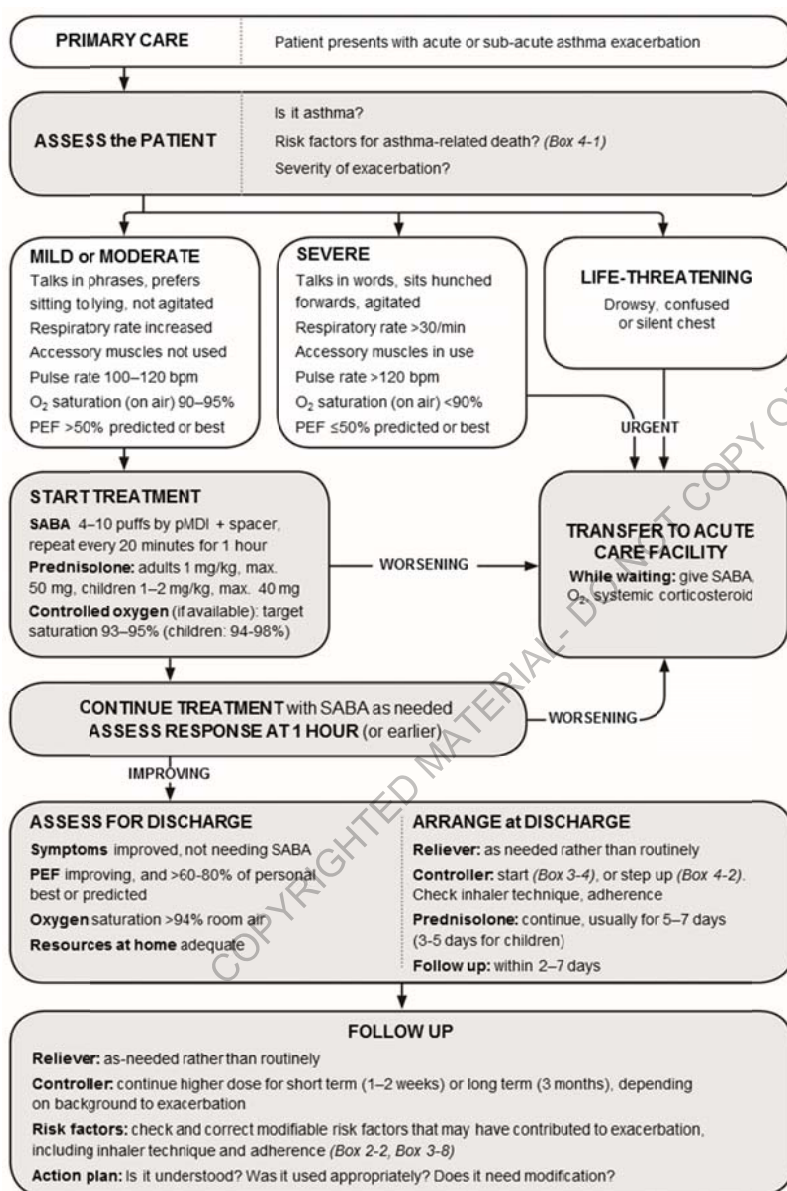 PRIMARY CARE
Patient presents with acute or sub-acute asthma exacerbation
ASSESS the PATIENT
Is it asthma?
Risk factors for asthma-related death? (Box 4-1)
Severity of exacerbation?
MILD or MODERATE
Talks in phrases, prefers
sitting to lying, not agitated
Respiratory rate increased
Accessory muscles not used
Pulse rate 100–120 bpm
O₂ saturation (on air) 90–95%
PEF >50% predicted or best
SEVERE
Talks in words, sits hunched
forwards, agitated
Respiratory rate >30/min
Accessory muscles in use
Pulse rate >120 bpm
O₂ saturation (on air) <90%
PEF ≤50% predicted or best
LIFE-THREATENING
Drowsy, confused
or silent chest
URGENT
START TREATMENT
SABA 4–10 puffs by pMDI + spacer,
repeat every 20 minutes for 1 hour
Prednisolone: adults 1 mg/kg, max.
50 mg, children 1–2 mg/kg, max. 40 mg
Controlled oxygen (if available): target
saturation 93–95% (children: 94-98%)
WORSENING
TRANSFER TO ACUTE
CARE FACILITY
While waiting: give SABA,
O₂, systemic corticosteroid
CONTINUE TREATMENT with SABA as needed
ASSESS RESPONSE AT 1 HOUR (or earlier)
WORSENING
IMPROVING
ASSESS FOR DISCHARGE
Symptoms improved, not needing SABA
PEF improving, and >60-80% of personal
best or predicted
Oxygen saturation >94% room air
Resources at home adequate
ARRANGE at DISCHARGE
Reliever: as needed rather than routinely
Controller: start (Box 3-4), or step up (Box 4-2).
Check inhaler technique, adherence
Prednisolone: continue, usually for 5–7 days
(3-5 days for children)
Follow up: within 2–7 days
FOLLOW UP
Reliever: as-needed rather than routinely
Controller: continue higher dose for short term (1–2 weeks) or long term (3 months), depending
on background to exacerbation
Risk factors: check and correct modifiable risk factors that may have contributed to exacerbation,
including inhaler technique and adherence (Box 2-2, Box 3-8)
Action plan: Is it understood? Was it used appropriately? Does it need modification?
COPYRIGHTED MATERIAL- DO NOT COPY